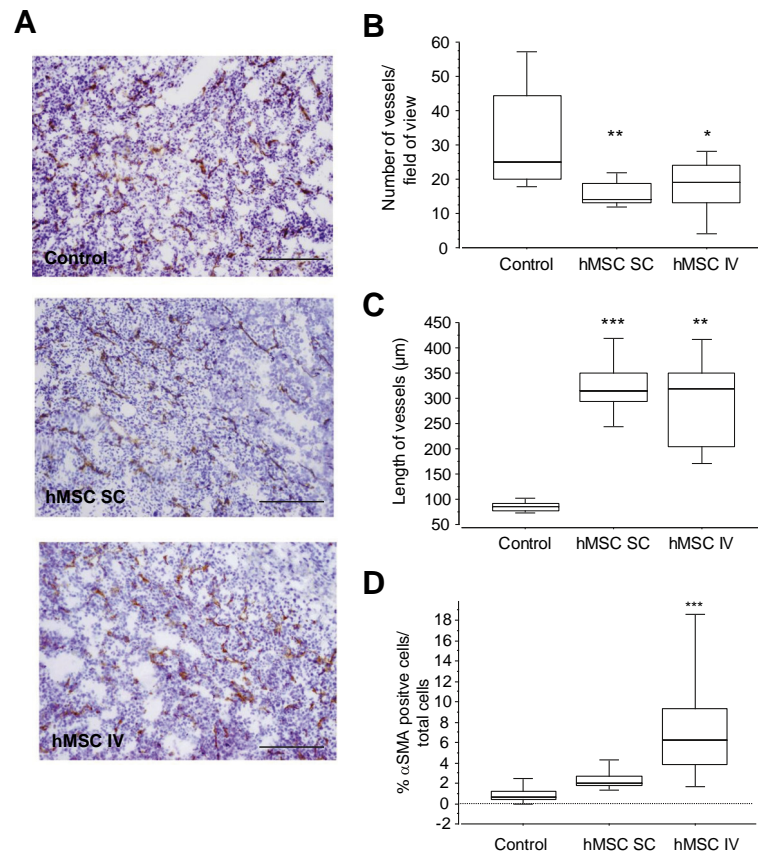 A
Control
hMSC SC
hMSC IV
B
Number of vessels/
field of view
60
50
40
30
20
10
0
**
*
Control
hMSC SC
hMSC IV
C
Length of vessels (µm)
450
400
350
300
250
200
150
100
50
***
**
Control
hMSC SC
hMSC IV
D
% αSMA positve cells/
total cells
18
16
14
12
10
8
6
4
2
0
-2
***
Control
hMSC SC
hMSC IV